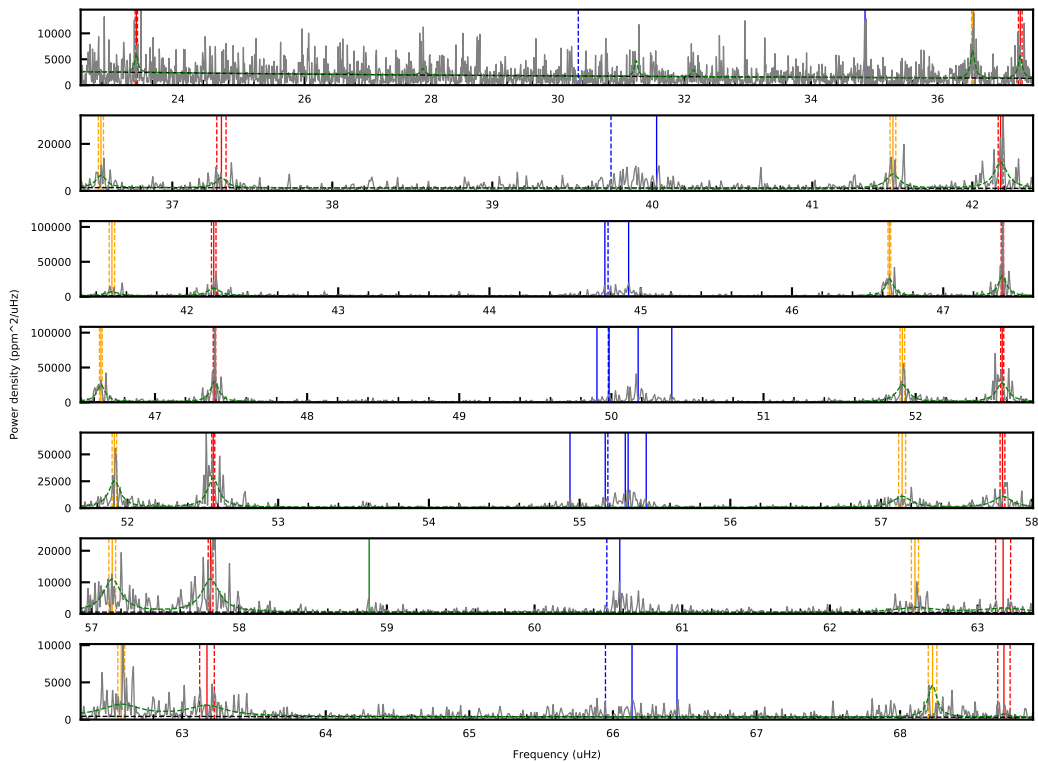 10000
5000
0
24 26 28 30 32 34 36
20000
0
37 38 39 40 41 42
100000
50000
0
42 43 44 45 46 47
Power density (ppm^2/uHz)
100000
50000
0
47 48 49 50 51 52
50000
25000
0
52 53 54 55 56 57 58
20000
10000
0
57 58 59 60 61 62 63
10000
5000
0
63 64 65 66 67 68
Frequency (uHz)